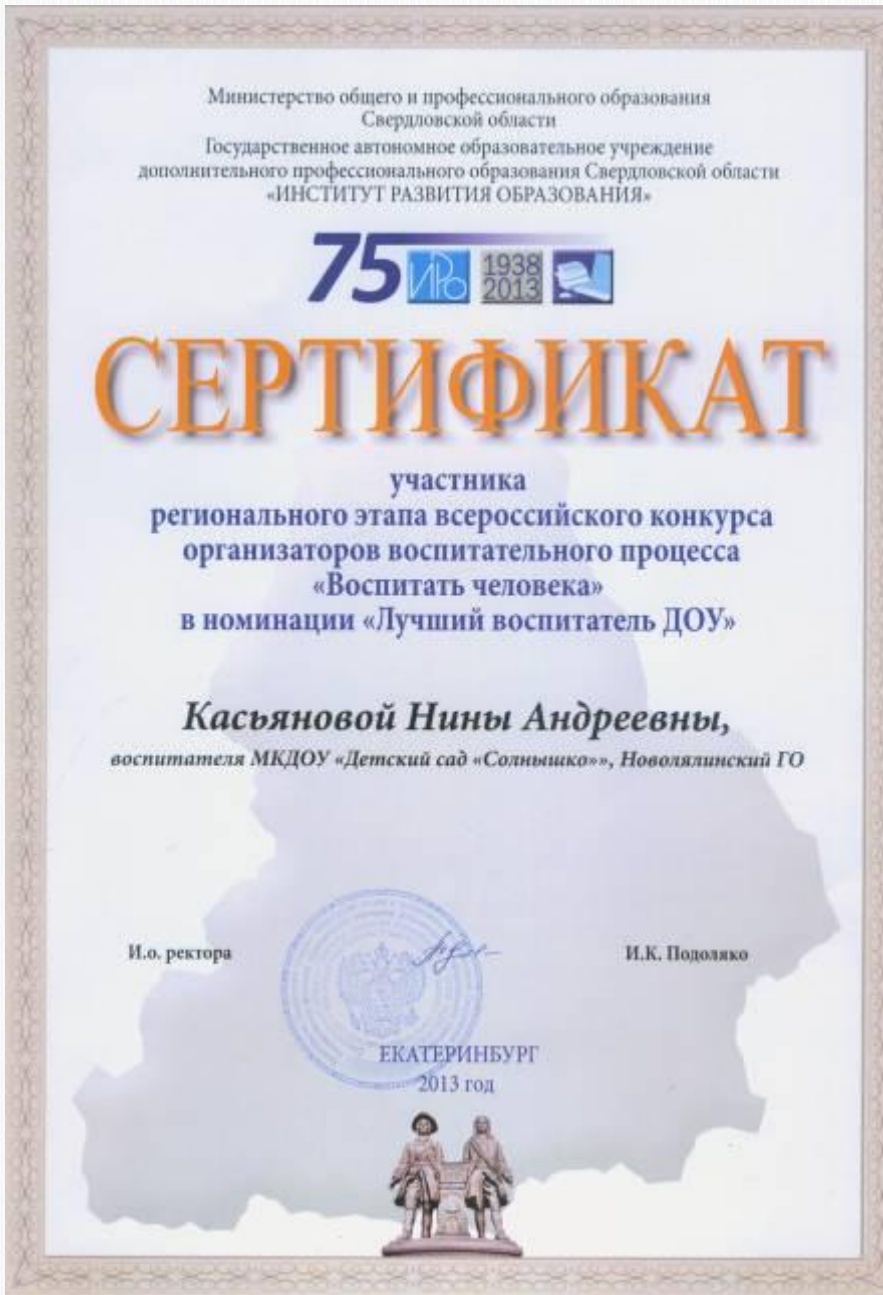 Министерство общего и профессионального образования
Свердловской области
Государственное автономное образовательное учреждение
дополнительного профессионального образования Свердловской области
«ИНСТИТУТ РАЗВИТИЯ ОБРАЗОВАНИЯ»
75 ИРО 1938
2013
СЕРТИФИКАТ
участника
регионального этапа всероссийского конкурса
организаторов воспитательного процесса
«Воспитать человека»
в номинации «Лучший воспитатель ДОУ»
Касьяновой Нины Андреевны,
воспитателя МКДОУ «Детский сад «Солнышко»», Новолялинский ГО
И.о. ректора
И.К. Подоляко
ЕКАТЕРИНБУРГ
2013 год